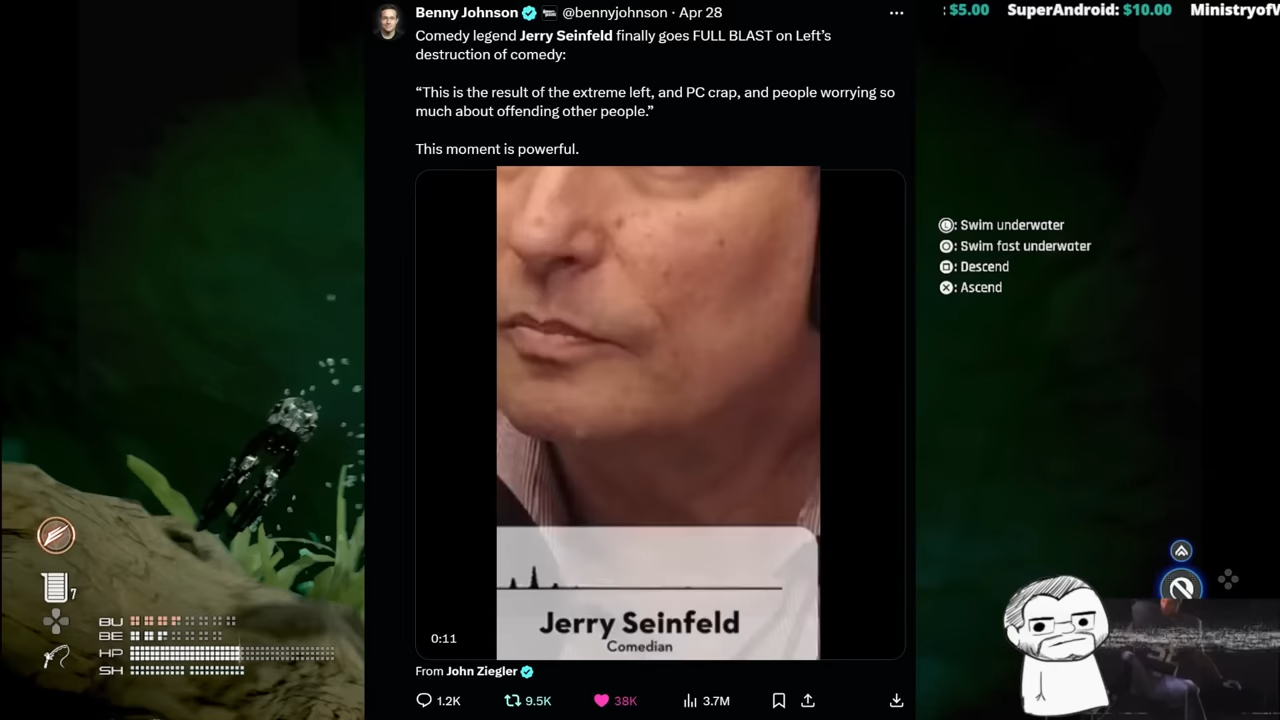 Benny Johnson @bennyjohnson · Apr 28
: $5.00 SuperAndroid: $10.00
Comedy legend Jerry Seinfeld finally goes FULL BLAST on Left's
destruction of comedy:
“This is the result of the extreme left, and PC crap, and people worrying so
much about offending other people.”
This moment is powerful.
L: Swim underwater
: Swim fast underwater
: Descend
: Ascend
7
BU
BE
HP
SH
Jerry Seinfeld
Comedian
0:11
From John Ziegler
1.2K 9.5K 38K 3.7M